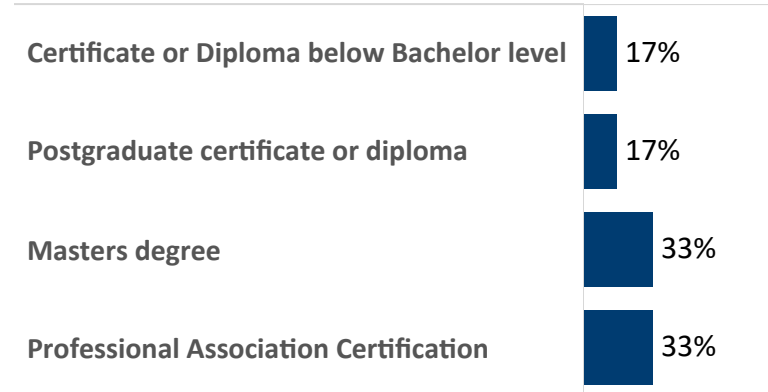 Certificate or Diploma below Bachelor level 17%
Postgraduate certificate or diploma 17%
Masters degree 33%
Professional Association Certification 33%